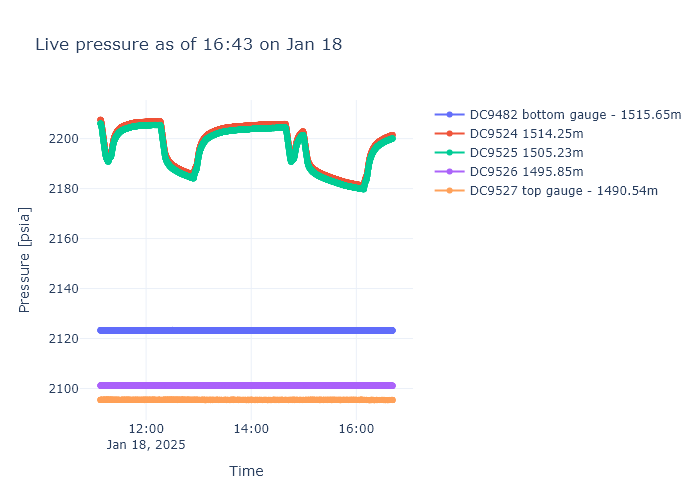 Live pressure as of 16:43 on Jan 18
DC9482 bottom gauge - 1515.65m
DC9524 1514.25m
DC9525 1505.23m
DC9526 1495.85m
DC9527 top gauge - 1490.54m
Pressure [psia]
2200
2180
2160
2140
2120
2100
12:00
14:00
16:00
Jan 18, 2025
Time